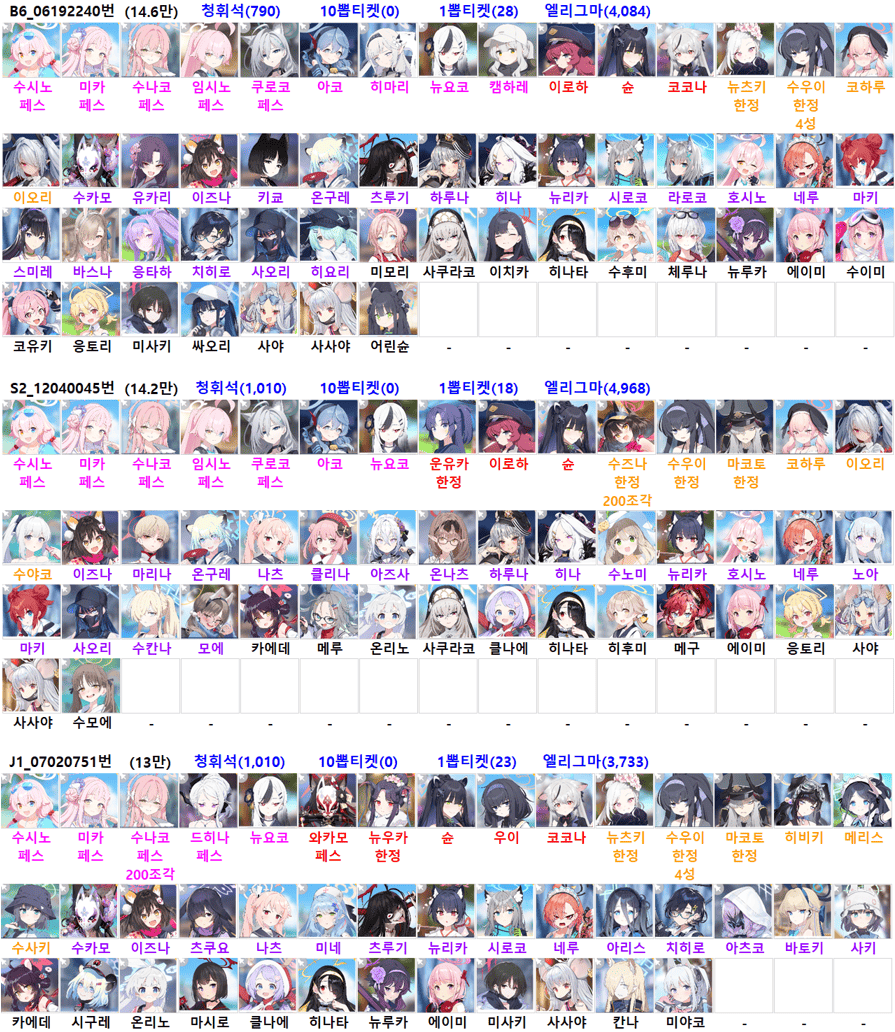 B6_06192240번 (14.6만) 청휘석(790) 10뽑티켓(0) 1뽑티켓(28) 엘리그마(4,084)
수시노 미카 수나코 임시노 쿠로코 아코 히마리 뉴요코 캠하레 이로하 슌 코코나 뉴츠키 수우이 코하루
페스 페스 페스 페스 페스 한정 한정
4성
이오리 수카모 유카리 이즈나 키쿄 온구레 츠루기 하루나 히나 뉴리카 시로코 라로코 호시노 네루 마키
스미레 바스나 응타하 치히로 사오리 히요리 미모리 사쿠라코 이치카 히나타 수후미 체루나 뉴루카 에이미 수이미
코유키 응토리 미사키 싸오리 사야 사사야 어린슌 - - - - - - - -
S2_12040045번 (14.2만) 청휘석(1,010) 10뽑티켓(0) 1뽑티켓(18) 엘리그마(4,968)
수시노 미카 수나코 임시노 쿠로코 아코 뉴요코 운유카 이로하 슌 수즈나 수우이 마코토 코하루 이오리
페스 페스 페스 페스 페스 한정 한정 한정 한정
200조각
수야코 이즈나 마리나 온구레 나츠 클리나 아즈사 온나츠 하루나 히나 수노미 뉴리카 호시노 네루 노아
마키 사오리 수칸나 모에 카에데 메루 온리노 사쿠라코 클나에 히나타 히후미 메구 에이미 응토리 사야
사사야 수모에 - - - - - - - - - - - - -
J1_07020751번 (13만) 청휘석(1,010) 10뽑티켓(0) 1뽑티켓(23) 엘리그마(3,733)
수시노 미카 수나코 드히나 뉴요코 와카모 뉴우카 슌 우이 코코나 뉴츠키 수우이 마코토 히비키 메리스
페스 페스 페스 페스 페스 한정 한정 한정 한정
200조각 4성
수사키 수카모 이즈나 츠쿠요 나츠 미네 츠루기 뉴리카 시로코 네루 아리스 치히로 아츠코 바토키 사키
카에데 시구레 온리노 마시로 클나에 히나타 뉴루카 에이미 미사키 사사야 칸나 미야코 - - -